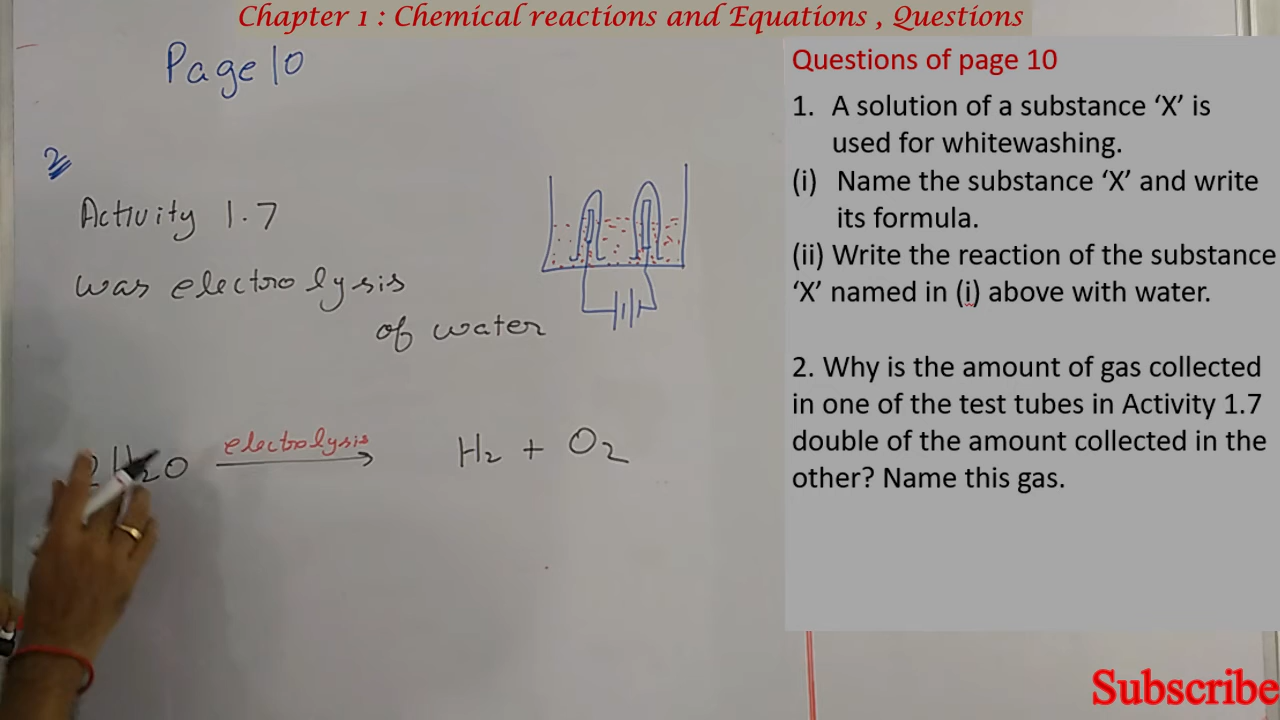 Chapter 1 : Chemical reactions and Equations , Questions
Page 10
2
Activity 1.7
was electrolysis
of water
2H₂O electrolysis → H₂ + O₂
Questions of page 10
1. A solution of a substance ‘X’ is
used for whitewashing.
(i) Name the substance ‘X’ and write
its formula.
(ii) Write the reaction of the substance
‘X’ named in (i) above with water.
2. Why is the amount of gas collected
in one of the test tubes in Activity 1.7
double of the amount collected in the
other? Name this gas.
Subscribe